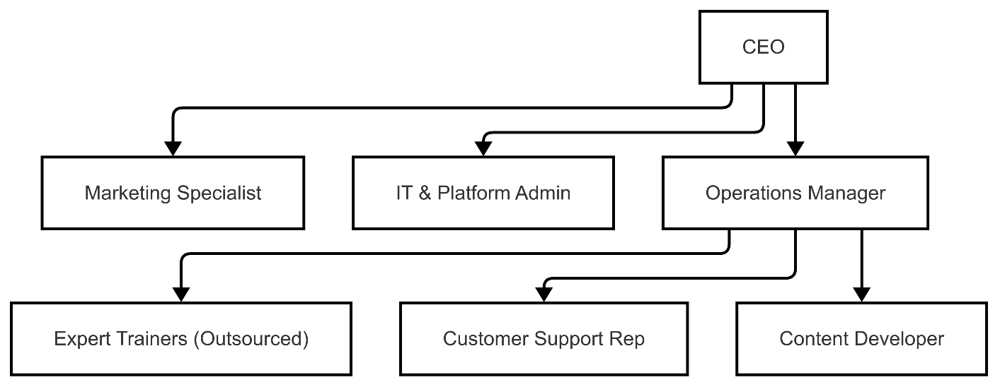 CEO
Marketing Specialist
IT & Platform Admin
Operations Manager
Expert Trainers (Outsourced)
Customer Support Rep
Content Developer